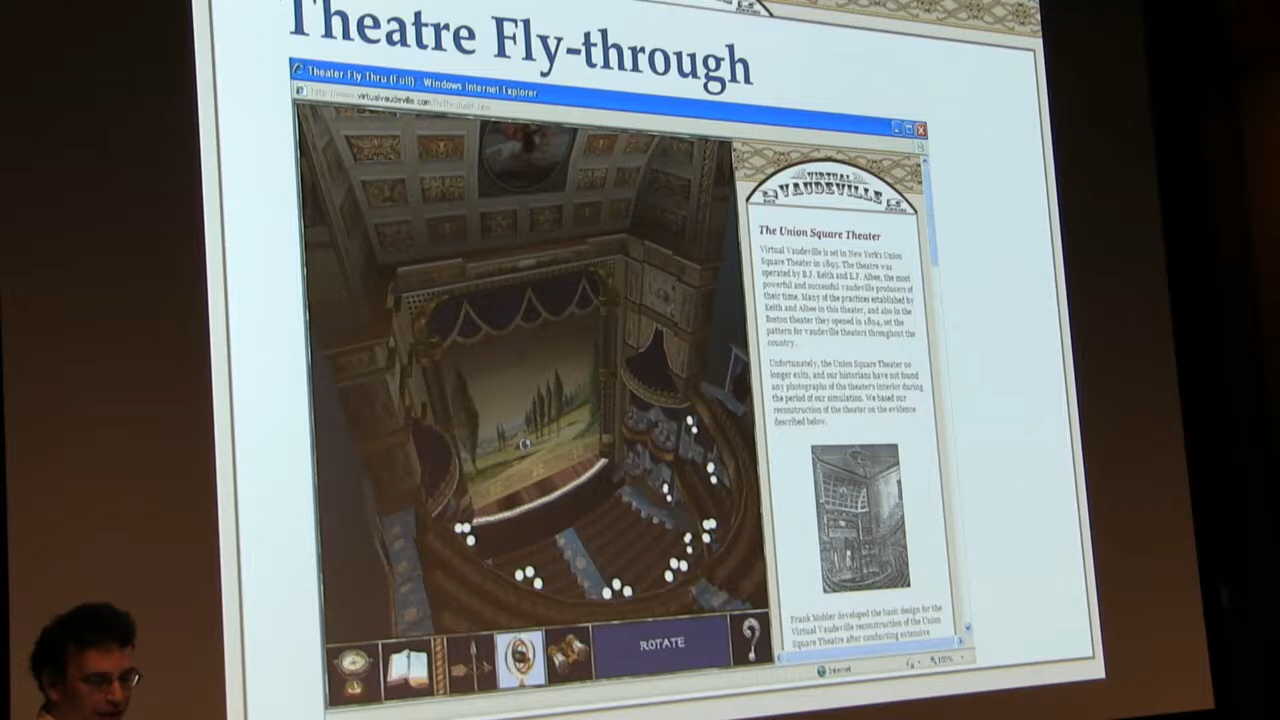 Theatre Fly-through
Theater Fly Thru (Full) - Windows Internet Explorer
VIRTUAL
VAUDEVILLE
BACK
The Union Square Theater
Virtual Vaudeville is set in New York's Union
Square Theater in 1895. The theatre was
operated by B.F. Keith and E.F. Albee, the most
powerful and successful vaudeville producers of
their time. Many of the practices established by
Keith and Albee in this theater, and also in the
Boston theater they opened in 1894, set the
pattern for vaudeville theaters throughout the
country.
Unfortunately, the Union Square Theater no
longer exits, and our historians have not found
any photographs of the theater's interior during
the period of our simulation. We based our
reconstruction of the theater on the evidence
described below.
Frank Mohler developed the basic design for the
Virtual Vaudeville reconstruction of the Union
Square Theatre after conducting extensive
ROTATE
?
Internet
100%